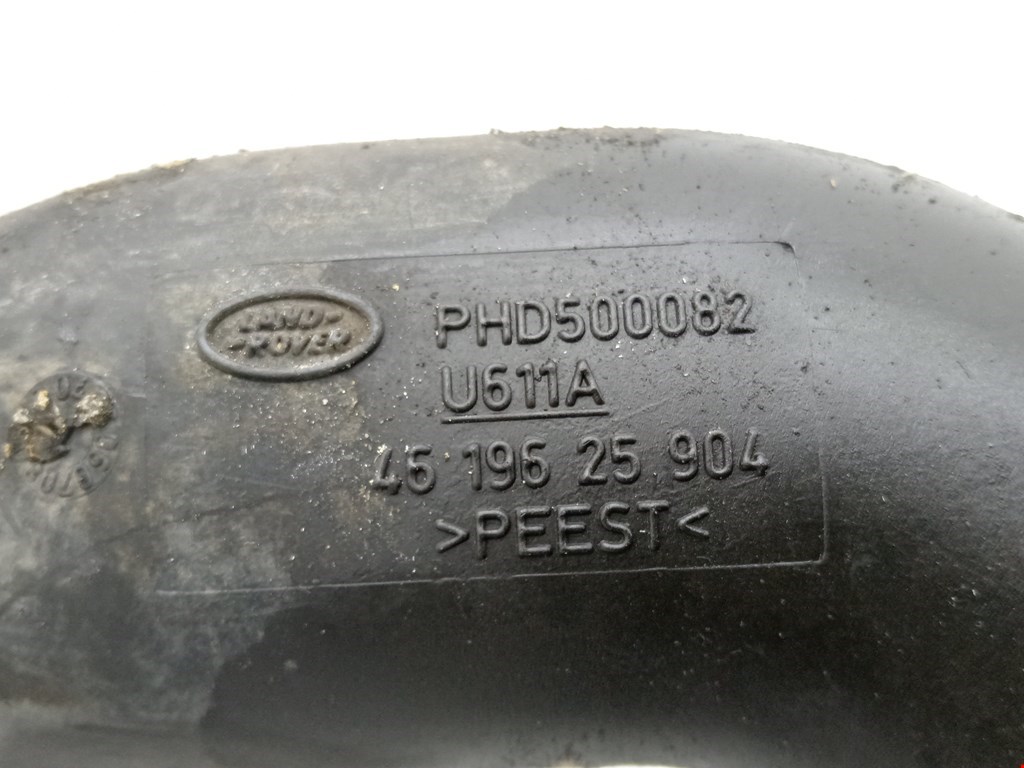 LAND-
-ROVER
PHD500082
U611A
46 196 25 904
>PEEST<